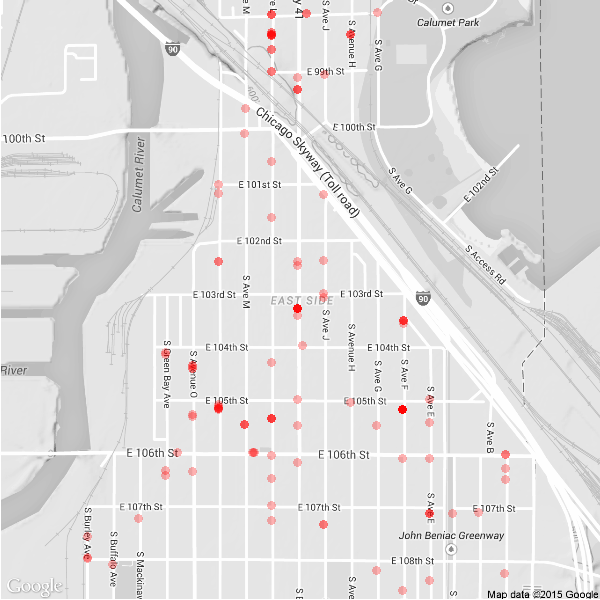 Calumet Park
S Ave M
Y 41
S Ave J
S Avenue H
S Ave G
90
E 99th St
400
Chicago Skyway (Toll road)
E 100th St
100th St
Calumet River
S Ave G
E 102nd St
E 101st St
E 102nd St
S Access Rd
S Ave M
E 103rd St
E 103rd St
90
EAST SIDE
S Ave J
S Avenue H
E 104th St
E 104th St
S Green Bay Ave
S Avenue O
River
S Ave G
S Ave F
S Ave E
E 105th St
E 105th St
S Ave B
E 106th St
E 106th St
E 107th St
E 107th St
E 107th St
S Burley Ave
S Buffalo Ave
S Mackinaw
S Ave E
John Beniac Greenway
E 108th St
Google
Map data ©2015 Google